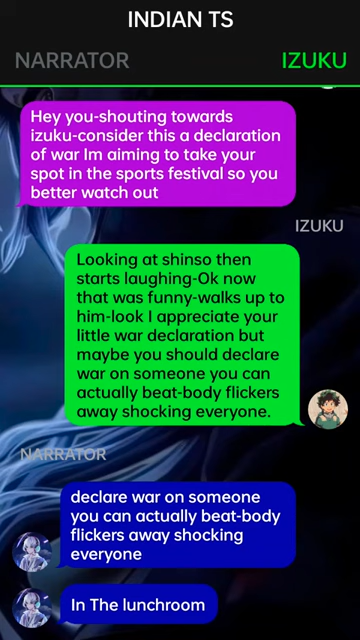 INDIAN TS
NARRATOR
IZUKU
Hey you-shouting towards
izuku-consider this a declaration
of war Im aiming to take your
spot in the sports festival so you
better watch out
IZUKU
Looking at shinso then
starts laughing-Ok now
that was funny-walks up to
him-look I appreciate your
little war declaration but
maybe you should declare
war on someone you can
actually beat-body flickers
away shocking everyone.
NARRATOR
declare war on someone
you can actually beat-body
flickers away shocking
everyone
In The lunchroom